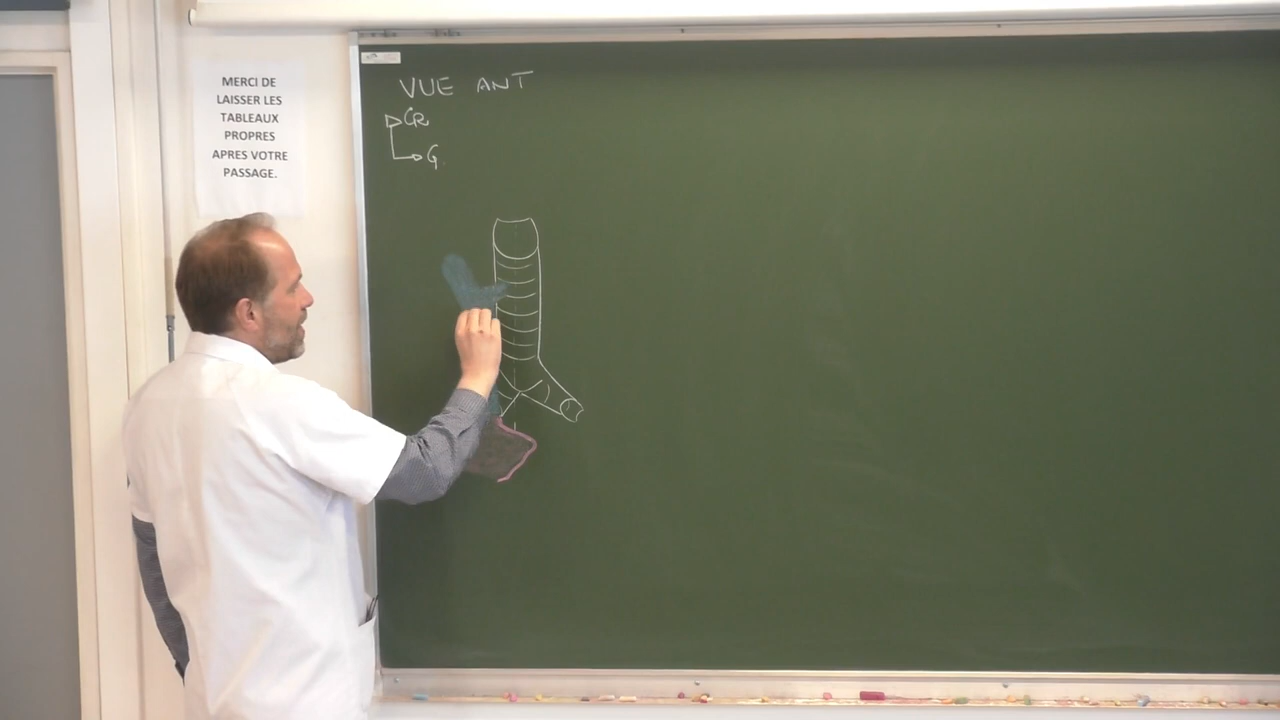 MERCI DE
LAISSER LES
TABLEAUX
PROPRES
APRES VOTRE
PASSAGE.
VUE ANT
CR
G